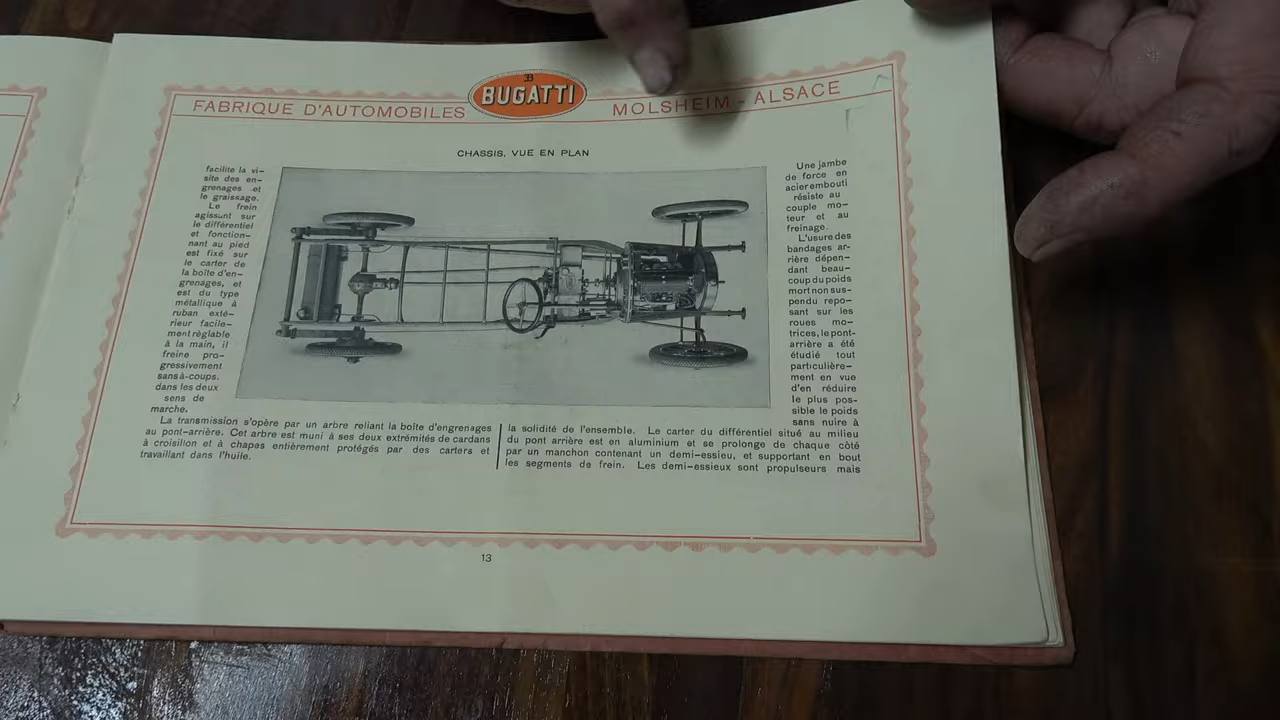 FABRIQUE D'AUTOMOBILES
EB
BUGATTI
MOLSHEIM - ALSACE
CHASSIS, VUE EN PLAN
facilite la vi-
site des en-
grenages et
le graissage.
Le frein
agissant sur
le différentiel
et fonction-
nant au pied
est fixé sur
le carter de
la boîte d'en-
grenages, et
est du type
métallique à
ruban exté-
rieur facile-
ment règlable
à la main, il
freine pro-
gressivement
sans à-coups,
dans les deux
sens de
marche.
La transmission s'opère par un arbre reliant la boîte d'engrenages
au pont-arrière. Cet arbre est muni à ses deux extrémités de cardans
à croisillon et à chapes entièrement protégés par des carters et
travaillant dans l'huile.
Une jambe
de force en
acier embouti
résiste au
couple mo-
teur et au
freinage.
L'usure des
bandages ar-
rière dépen-
dant beau-
coup du poids
mort non sus-
pendu repo-
sant sur les
roues mo-
trices, le pont-
arrière a été
étudié tout
particulière-
ment en vue
d'en réduire
le plus pos-
sible le poids
sans nuire à
la solidité de l'ensemble. Le carter du différentiel situé au milieu
du pont arrière est en aluminium et se prolonge de chaque côté
par un manchon contenant un demi-essieu, et supportant en bout
les segments de frein. Les demi-essieux sont propulseurs mais
13